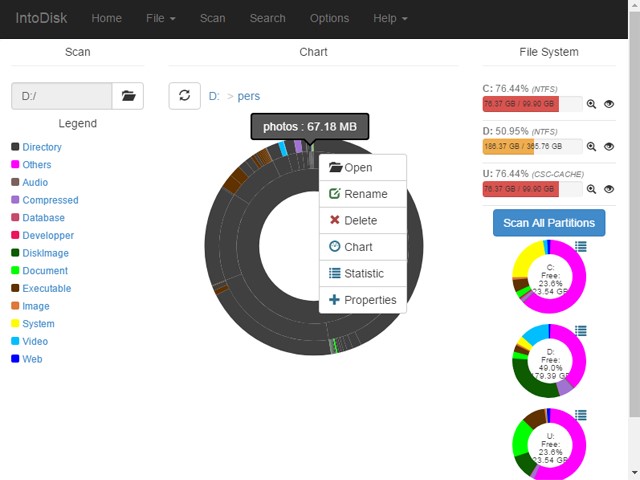 IntoDisk Home File Scan Search Options Help
Scan
D:/
Legend
Directory
Others
Audio
Compressed
Database
Developper
DiskImage
Document
Executable
Image
System
Video
Web
Chart
D: > pers
photos : 67.18 MB
Open
Rename
Delete
Chart
Statistic
Properties
File System
C: 76.44% (NTFS)
76.37 GB / 99.90 GB
D: 50.95% (NTFS)
186.37 GB / 365.76 GB
U: 76.44% (CSC-CACHE)
76.37 GB / 99.90 GB
Scan All Partitions
C:
Free:
23.6%
23.54 GB
D:
Free:
49.0%
179.39 GB
U:
Free:
23.6%
23.54 GB